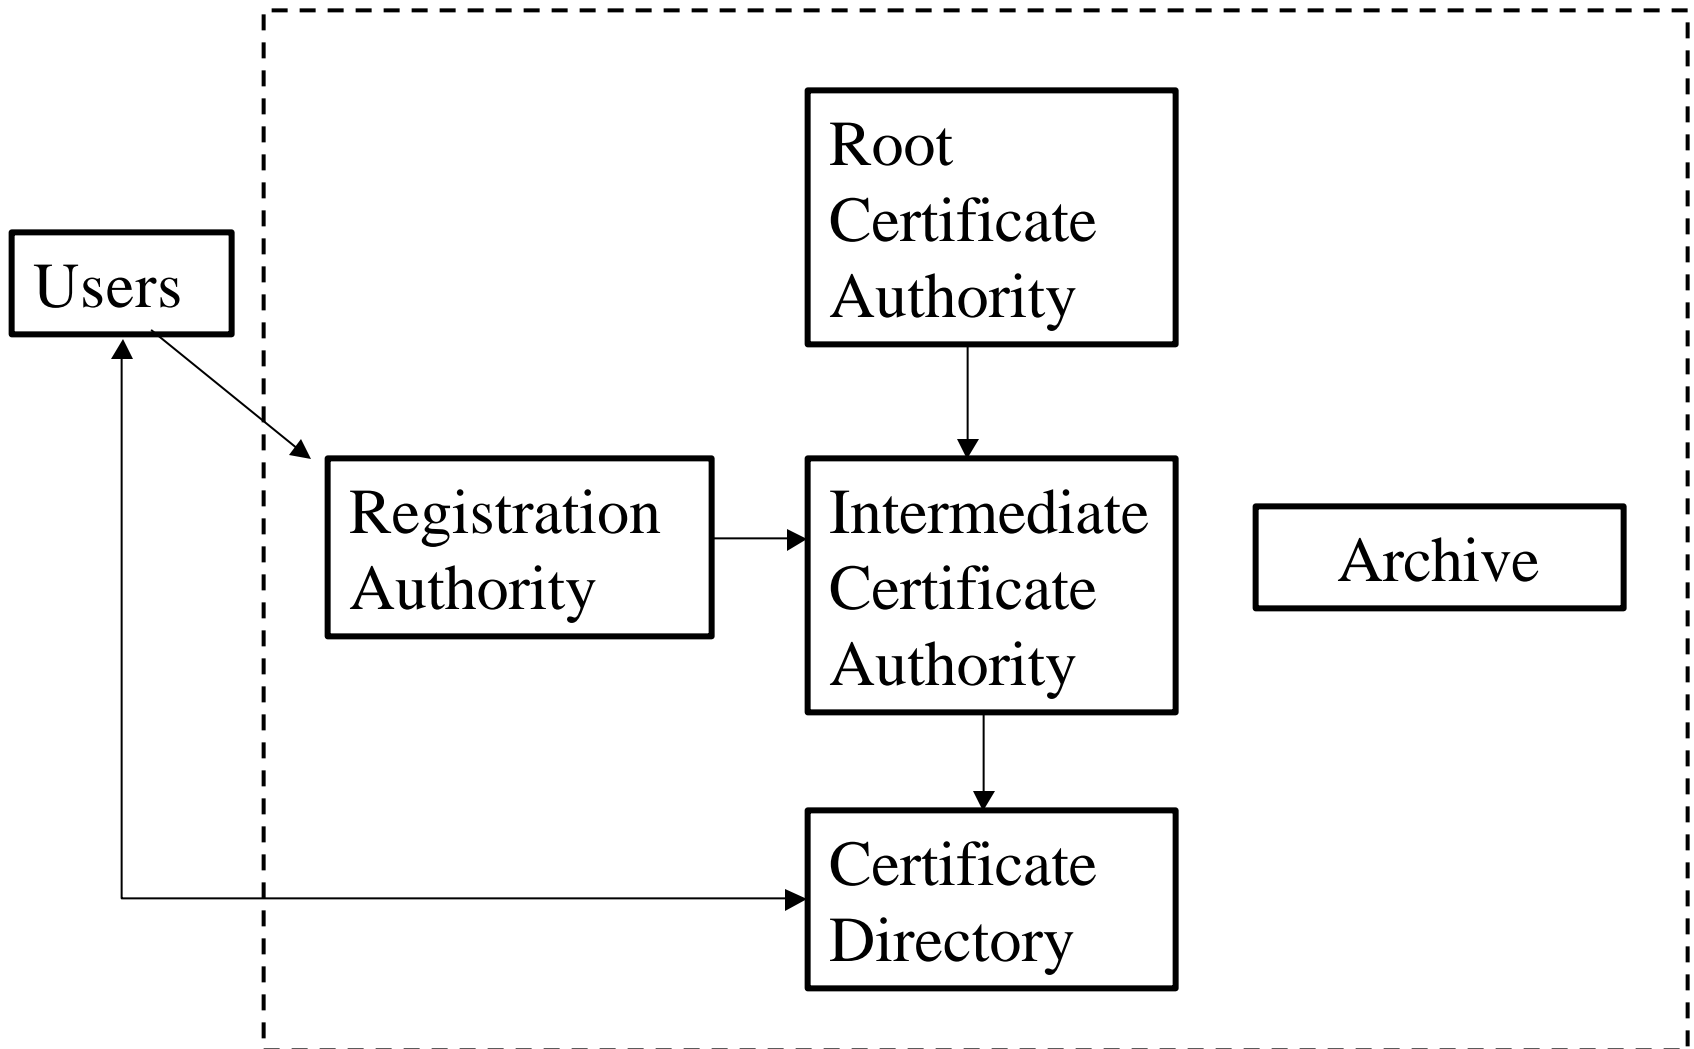 Root
Certificate
Authority
Users
Registration
Authority
Intermediate
Certificate
Authority
Archive
Certificate
Directory